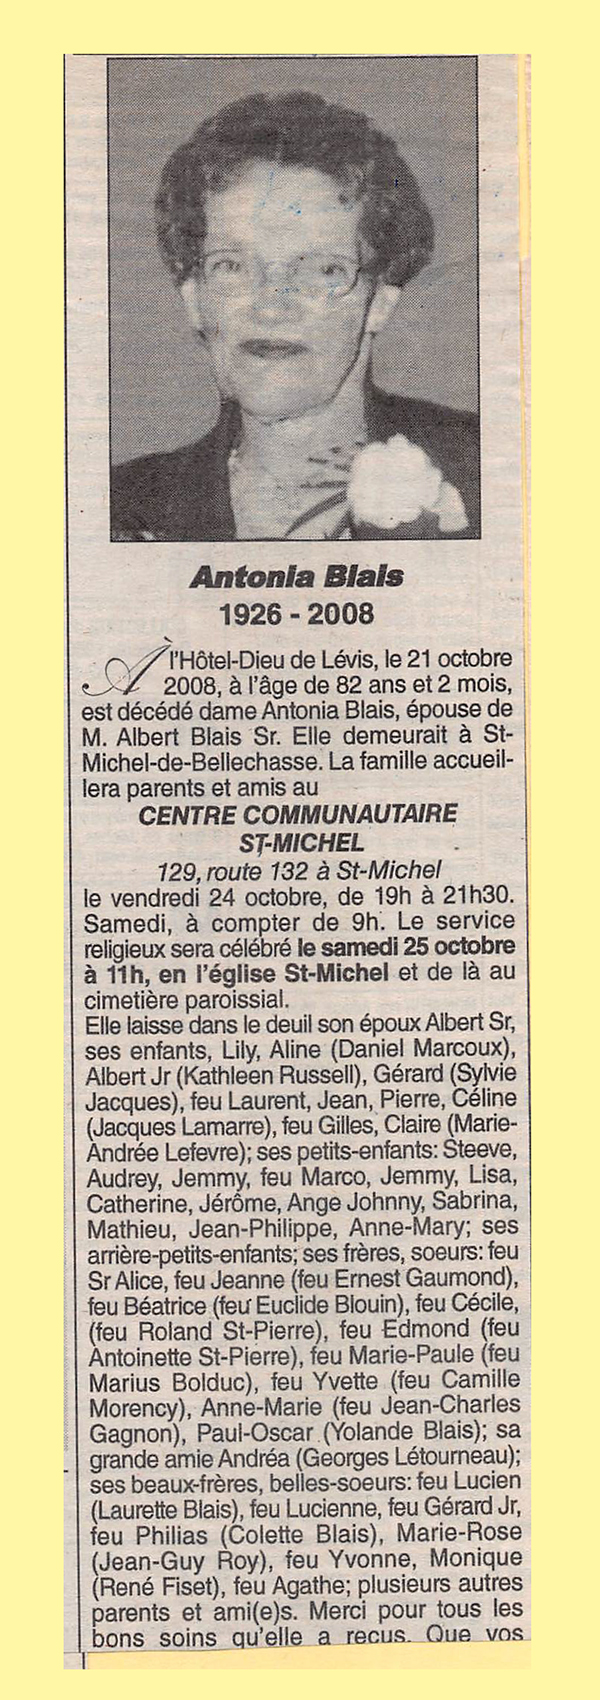 Antonia Blais
1926 - 2008
À l'Hôtel-Dieu de Lévis, le 21 octobre
2008, à l'âge de 82 ans et 2 mois,
est décédé dame Antonia Blais, épouse de
M. Albert Blais Sr. Elle demeurait à St-
Michel-de-Bellechasse. La famille accueil-
lera parents et amis au
CENTRE COMMUNAUTAIRE
ST-MICHEL
129, route 132 à St-Michel
le vendredi 24 octobre, de 19h à 21h30.
Samedi, à compter de 9h. Le service
religieux sera célébré le samedi 25 octobre
à 11h, en l'église St-Michel et de là au
cimetière paroissial.
Elle laisse dans le deuil son époux Albert Sr,
ses enfants, Lily, Aline (Daniel Marcoux),
Albert Jr (Kathleen Russell), Gérard (Sylvie
Jacques), feu Laurent, Jean, Pierre, Céline
(Jacques Lamarre), feu Gilles, Claire (Marie-
Andrée Lefevre); ses petits-enfants: Steeve,
Audrey, Jemmy, feu Marco, Jemmy, Lisa,
Catherine, Jérôme, Ange Johnny, Sabrina,
Mathieu, Jean-Philippe, Anne-Mary; ses
arrière-petits-enfants; ses frères, soeurs: feu
Sr Alice, feu Jeanne (feu Ernest Gaumond),
feu Béatrice (feu Euclide Blouin), feu Cécile,
(feu Roland St-Pierre), feu Edmond (feu
Antoinette St-Pierre), feu Marie-Paule (feu
Marius Bolduc), feu Yvette (feu Camille
Morency), Anne-Marie (feu Jean-Charles
Gagnon), Paul-Oscar (Yolande Blais); sa
grande amie Andréa (Georges Létourneau);
ses beaux-frères, belles-soeurs: feu Lucien
(Laurette Blais), feu Lucienne, feu Gérard Jr,
feu Philias (Colette Blais), Marie-Rose
(Jean-Guy Roy), feu Yvonne, Monique
(René Fiset), feu Agathe; plusieurs autres
parents et ami(e)s. Merci pour tous les
bons soins qu'elle a reçus. Que vos